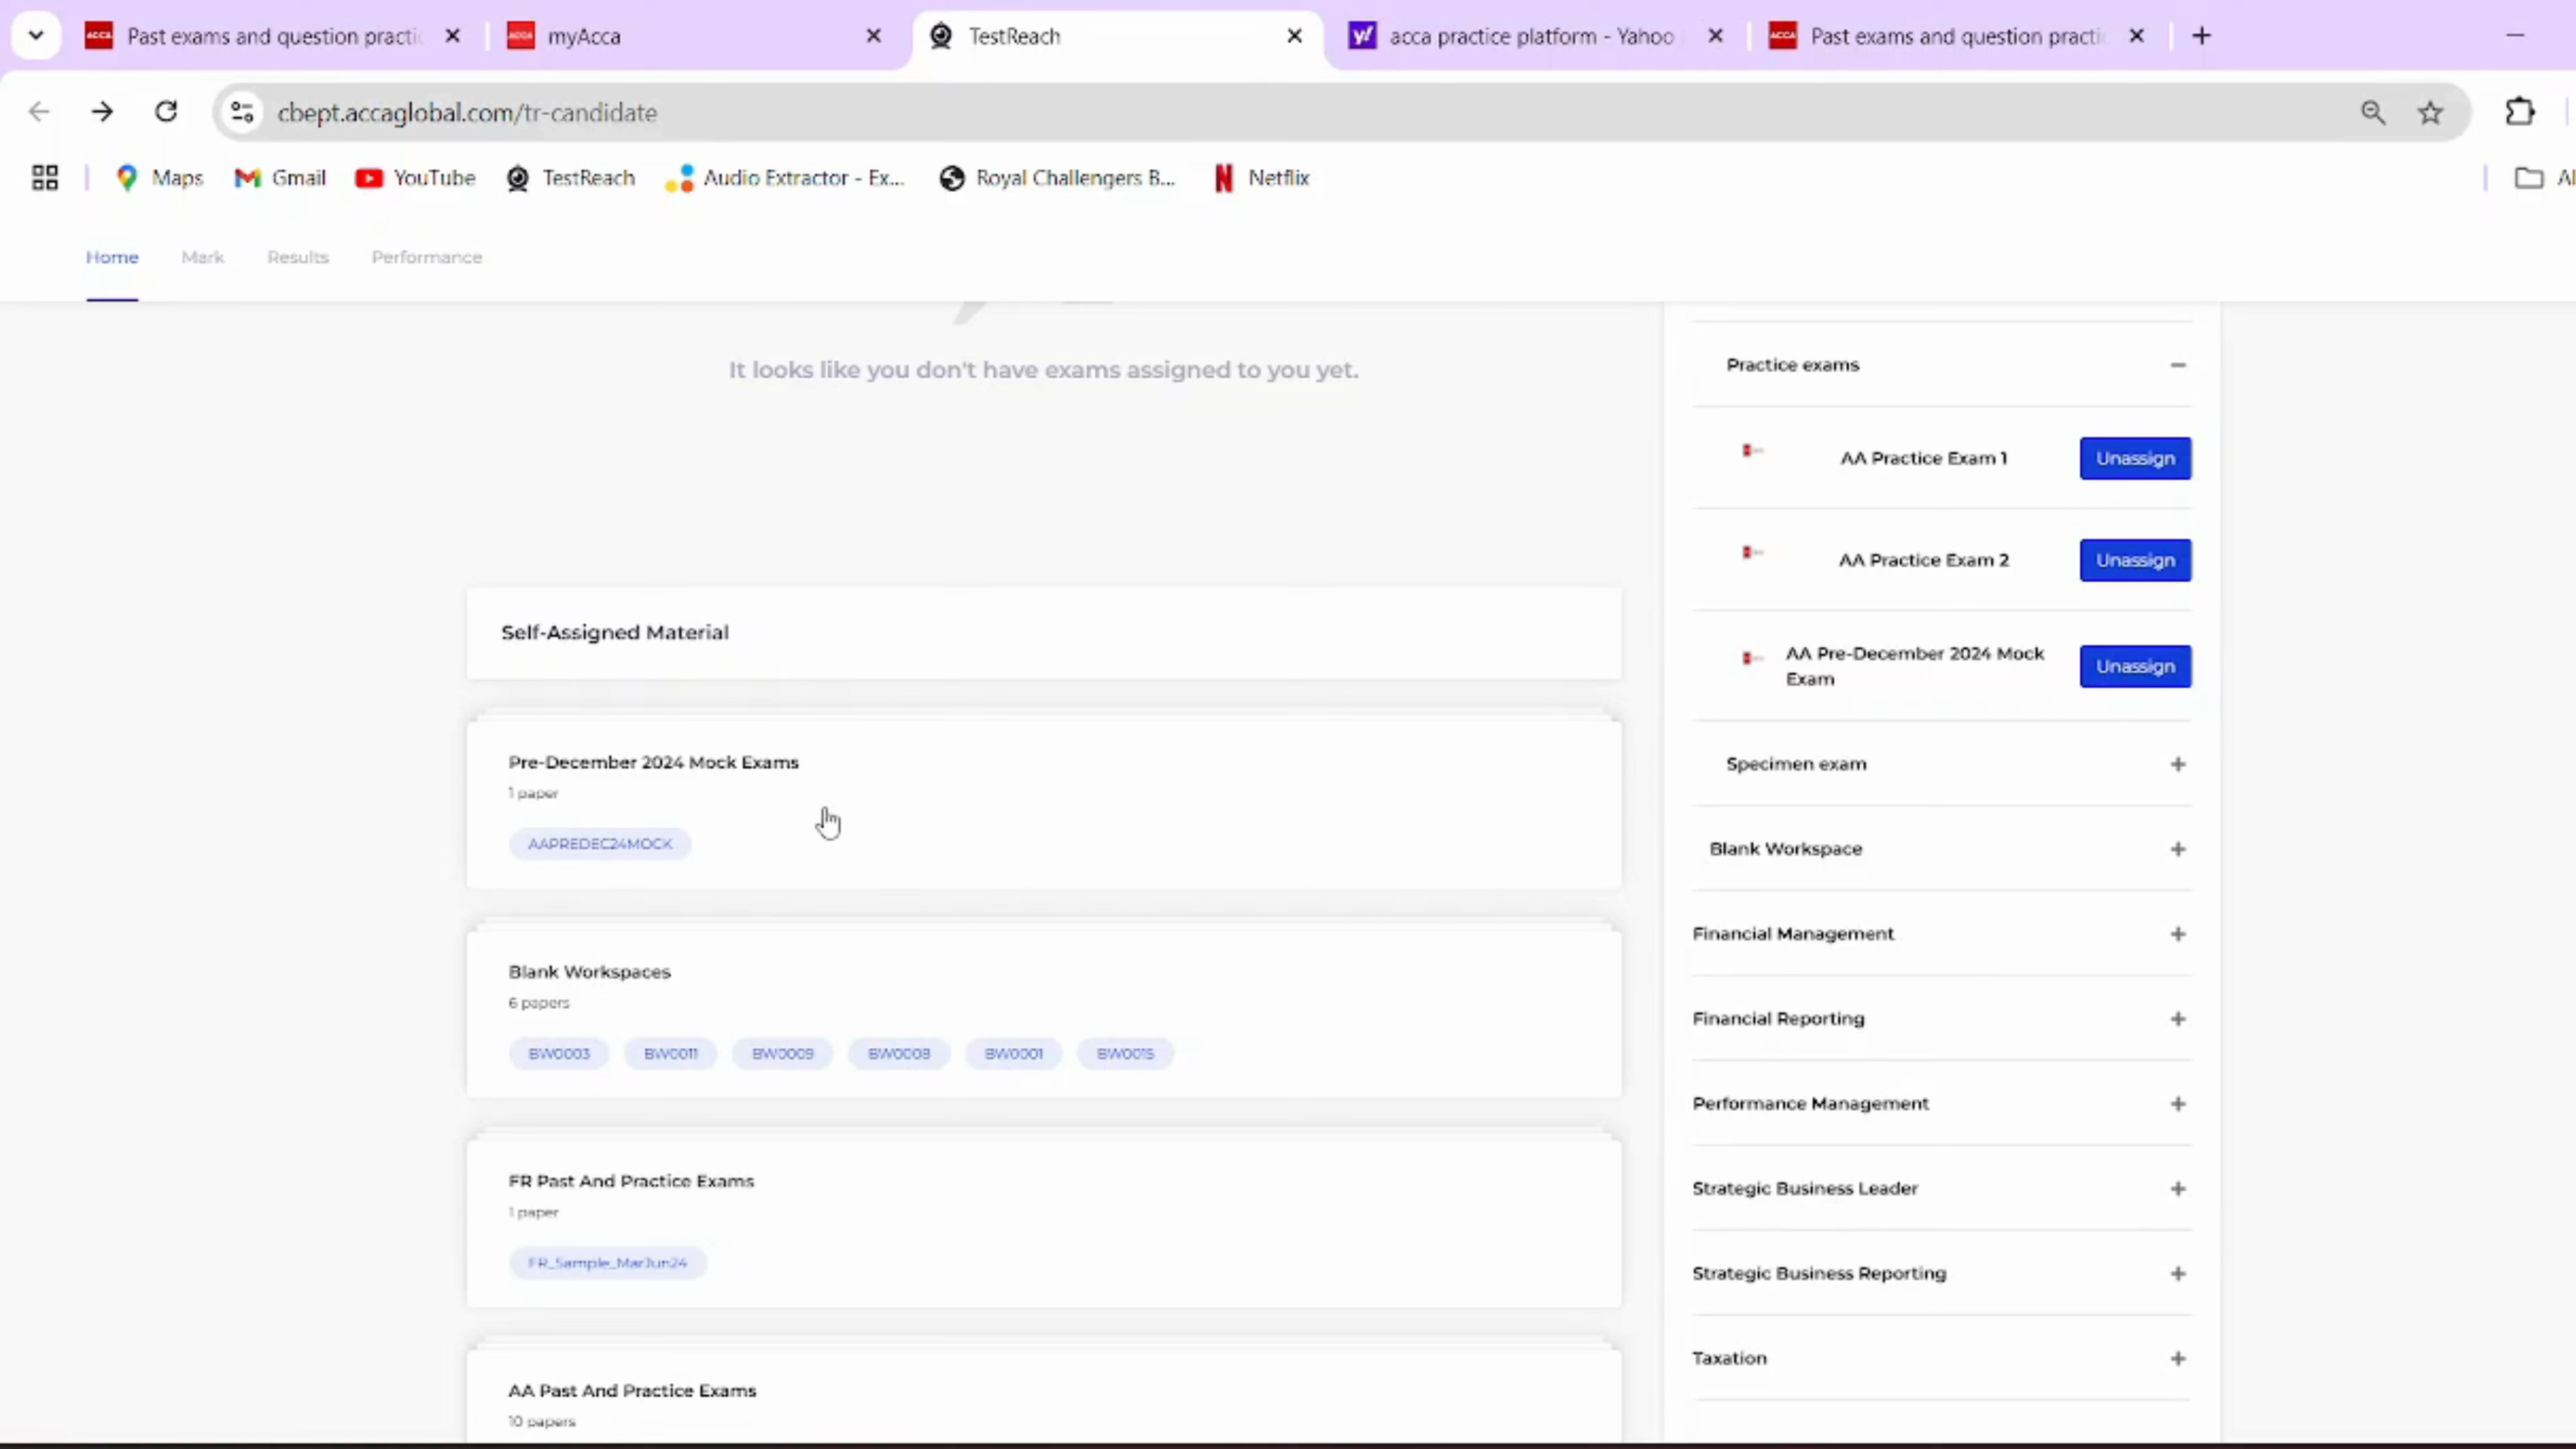 Past exams and question practi
myAcca
TestReach
acca practice platform - Yahoo
Past exams and question practi
cbept.accaglobal.com/tr-candidate
Maps
Gmail
YouTube
TestReach
Audio Extractor - Ex...
Royal Challengers B...
Netflix
Al
Home
Mark
Results
Performance
It looks like you don't have exams assigned to you yet.
Self-Assigned Material
Pre-December 2024 Mock Exams
1 paper
AAPREDEC24MOCK
Blank Workspaces
6 papers
BW0003 BW0011 BW0009 BW0008 BW0001 BW0015
FR Past And Practice Exams
1 paper
FR_Sample_MarJun24
AA Past And Practice Exams
10 papers
Practice exams
AA Practice Exam 1
Unassign
AA Practice Exam 2
Unassign
AA Pre-December 2024 Mock
Exam
Unassign
Specimen exam
Blank Workspace
Financial Management
Financial Reporting
Performance Management
Strategic Business Leader
Strategic Business Reporting
Taxation